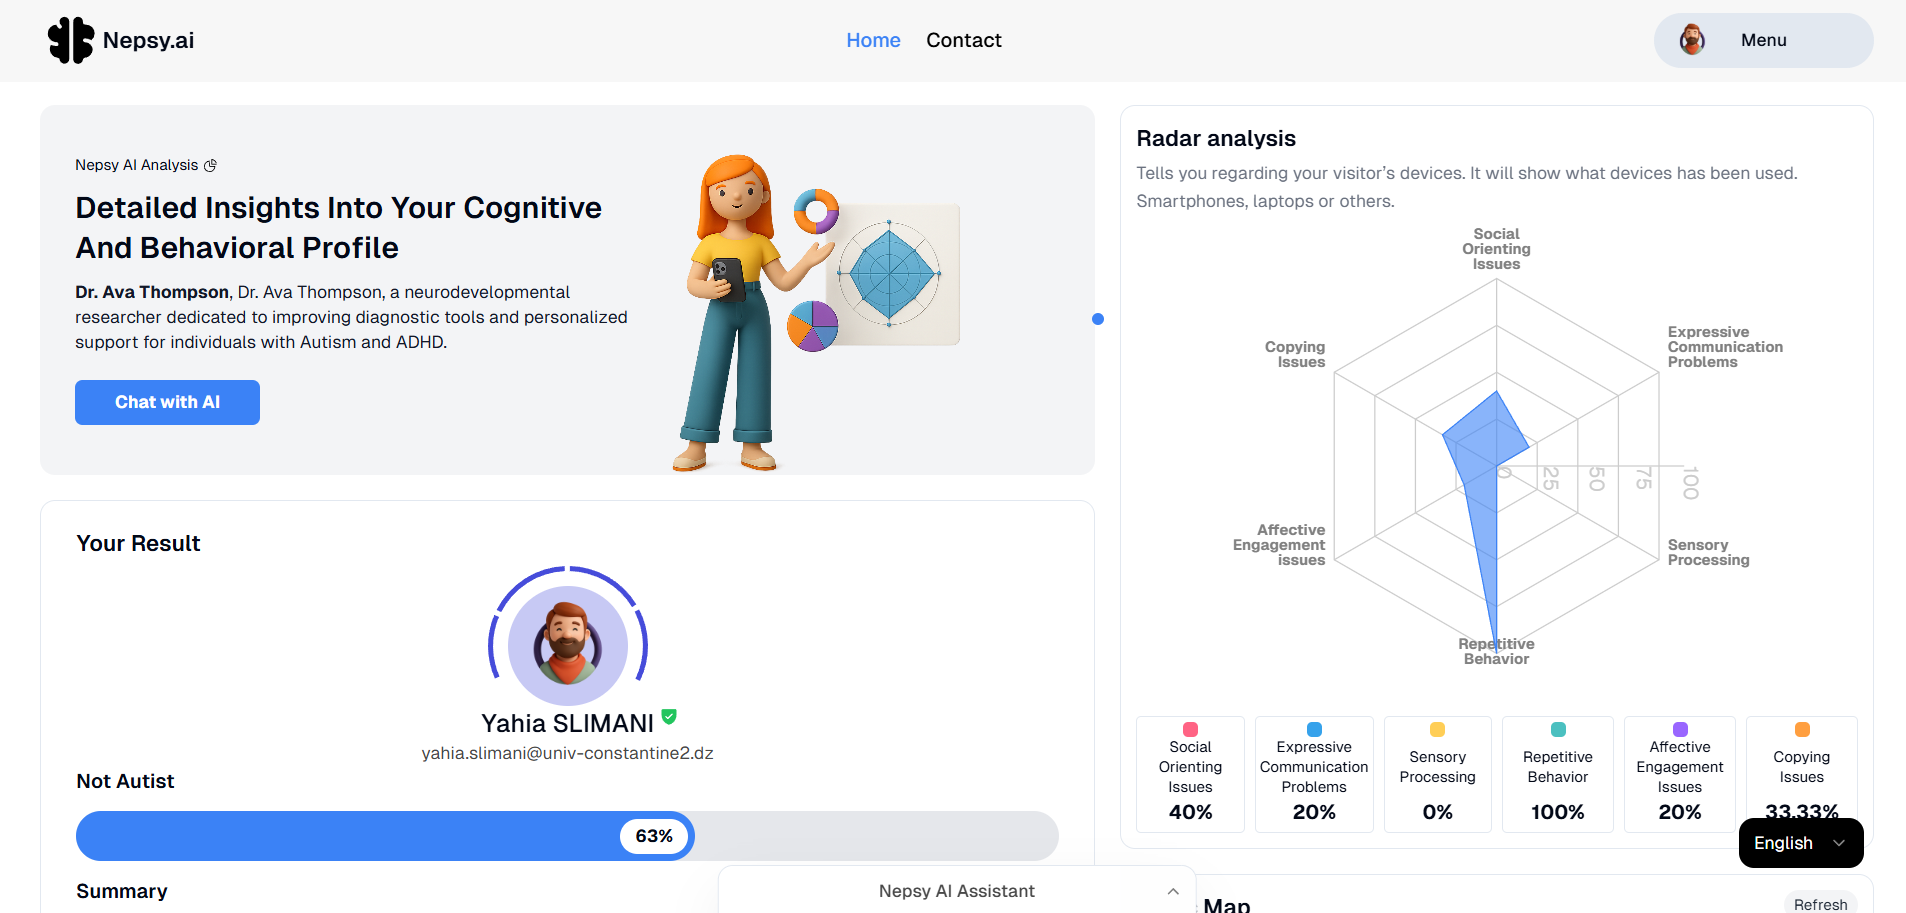 Nepsy.ai
Home
Contact
Menu
Nepsy AI Analysis
Detailed Insights Into Your Cognitive
And Behavioral Profile
Dr. Ava Thompson, Dr. Ava Thompson, a neurodevelopmental
researcher dedicated to improving diagnostic tools and personalized
support for individuals with Autism and ADHD.
Chat with AI
Your Result
Yahia SLIMANI
yahia.slimani@univ-constantine2.dz
Not Autist
63%
Summary
Radar analysis
Tells you regarding your visitor's devices. It will show what devices has been used.
Smartphones, laptops or others.
Social
Orienting
Issues
Expressive
Communication
Problems
Copying
Issues
0
25
50
75
100
Affective
Engagement
issues
Sensory
Processing
Repetitive
Behavior
Social
Orienting
Issues
40%
Expressive
Communication
Problems
20%
Sensory
Processing
0%
Repetitive
Behavior
100%
Affective
Engagement
Issues
20%
Copying
Issues
33.33%
English
Nepsy AI Assistant
Map
Refresh